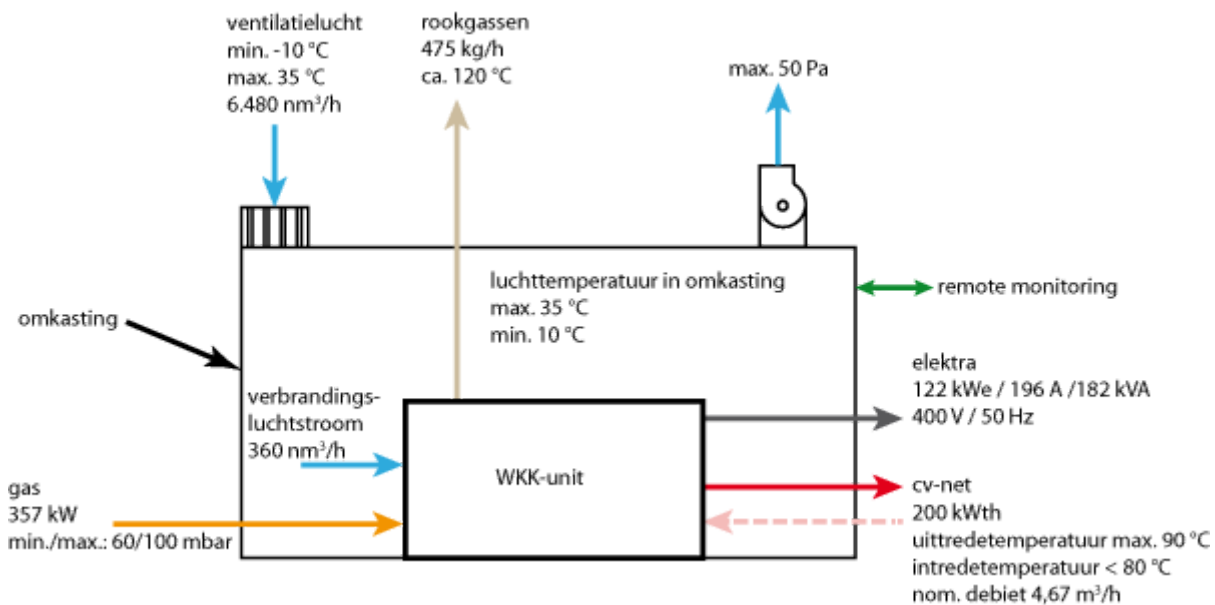 ventilatielucht
min. -10 °C
max. 35 °C
6.480 nm³/h
rookgassen
475 kg/h
ca. 120 °C
max. 50 Pa
luchttemperatuur in omkasting
max. 35 °C
min. 10 °C
remote monitoring
omkasting
elektra
122 kWe / 196 A /182 kVA
400 V / 50 Hz
verbrandings-
luchtstroom
360 nm³/h
WKK-unit
gas
357 kW
min./max.: 60/100 mbar
cv-net
200 kWth
uittredetemperatuur max. 90 °C
intredetemperatuur < 80 °C
nom. debiet 4,67 m³/h